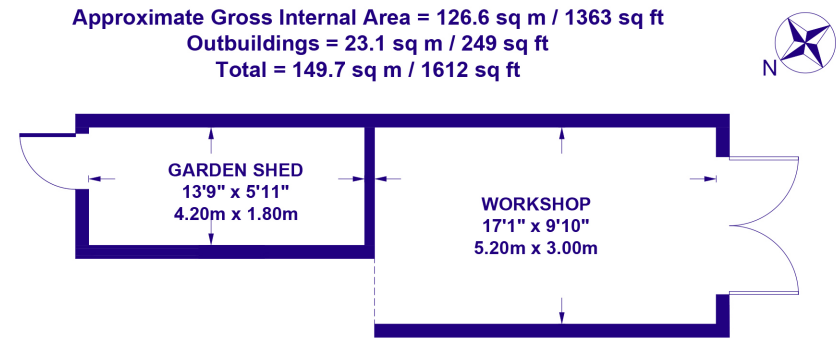 Approximate Gross Internal Area = 126.6 sq m / 1363 sq ft
Outbuildings = 23.1 sq m / 249 sq ft
Total = 149.7 sq m / 1612 sq ft
N
GARDEN SHED
13'9" x 5'11"
4.20m x 1.80m
WORKSHOP
17'1" x 9'10"
5.20m x 3.00m